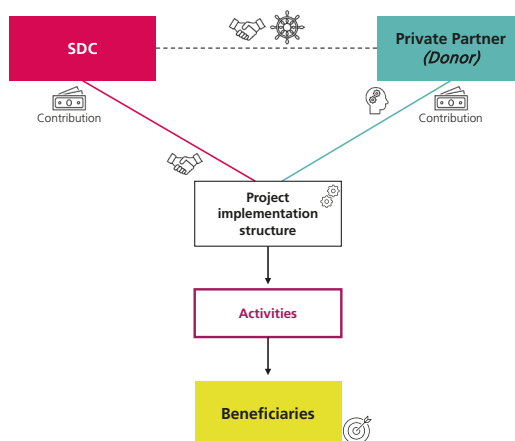 SDC
Private Partner
(Donor)
Contribution
Contribution
Project
implementation
structure
Activities
Beneficiaries